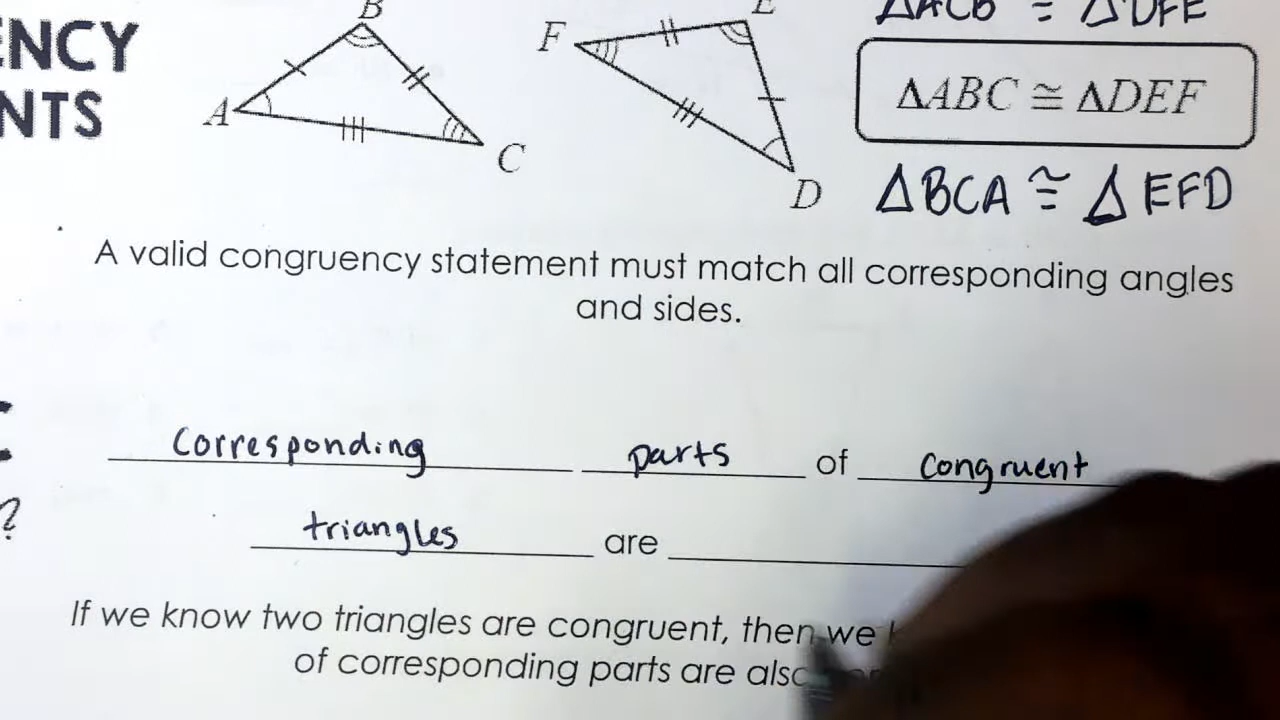 ENCY
NTS
B
A
C
F
E
D
ΔACB ≅ ΔDFE
ΔABC ≅ ΔDEF
ΔBCA ≅ ΔEFD
A valid congruency statement must match all corresponding angles
and sides.
Corresponding parts of congruent
triangles are
?
If we know two triangles are congruent, then we
of corresponding parts are also